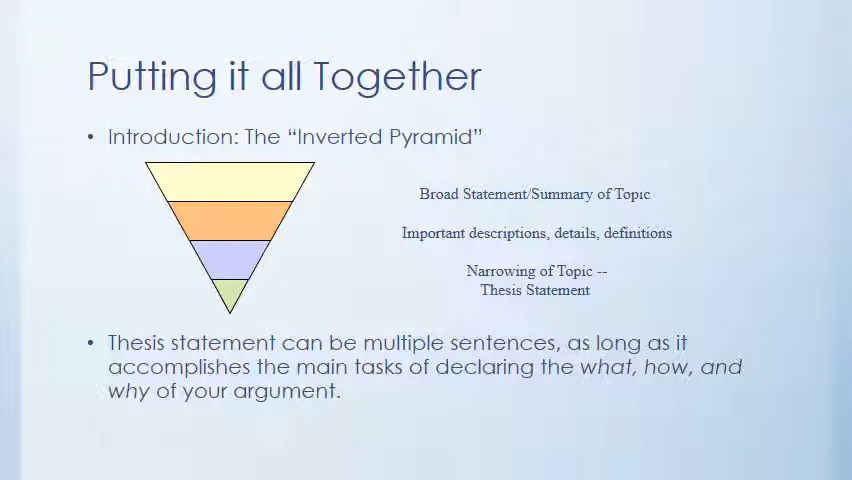 Putting it all Together
• Introduction: The “Inverted Pyramid”
Broad Statement/Summary of Topic
Important descriptions, details, definitions
Narrowing of Topic --
Thesis Statement
• Thesis statement can be multiple sentences, as long as it
accomplishes the main tasks of declaring the what, how, and
why of your argument.